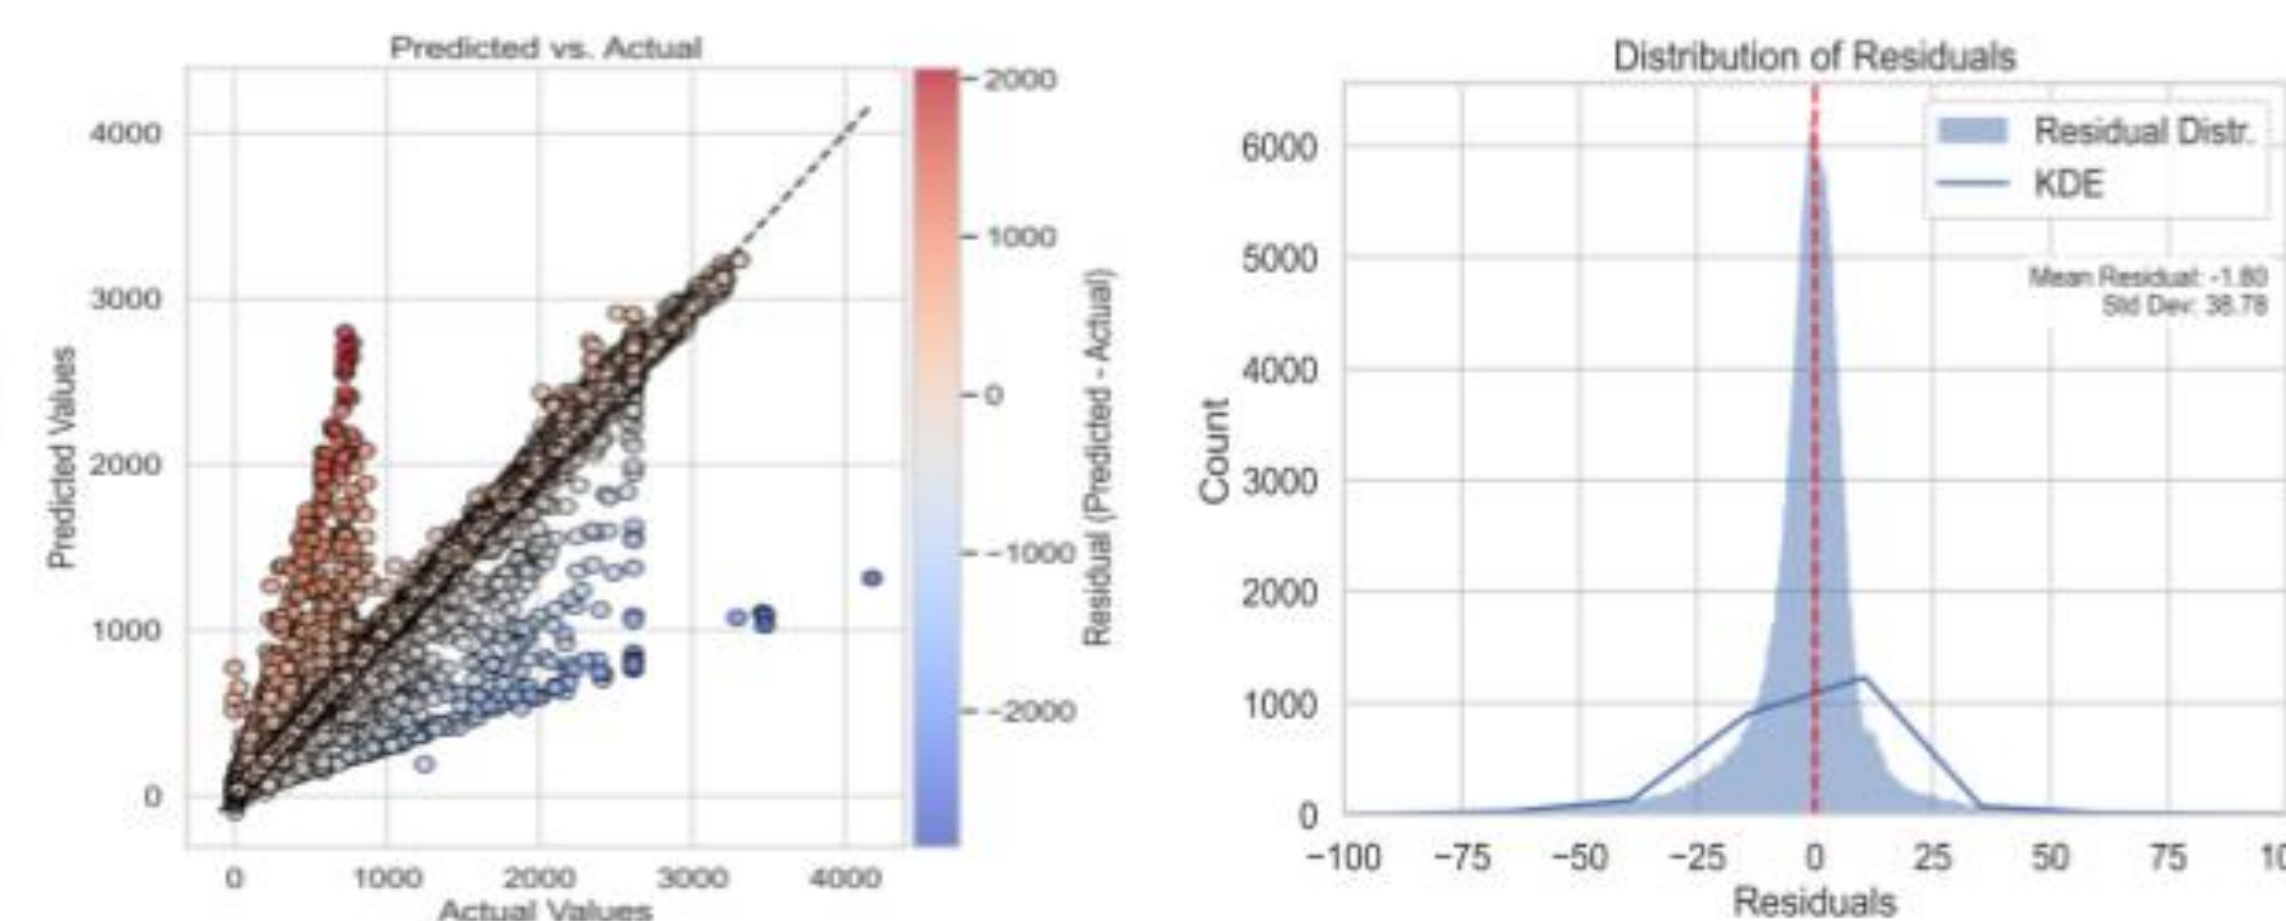 Predicted vs. Actual
Predicted Values
4000
3000
2000
1000
0
0 1000 2000 3000 4000
Actual Values
2000
1000
0
−1000
−2000
Residual (Predicted - Actual)
Distribution of Residuals
Count
6000
5000
4000
3000
2000
1000
0
Residual Distr.
KDE
Mean Residual: -1.80
Std Dev: 38.78
−100 −75 −50 −25 0 25 50 75 10
Residuals